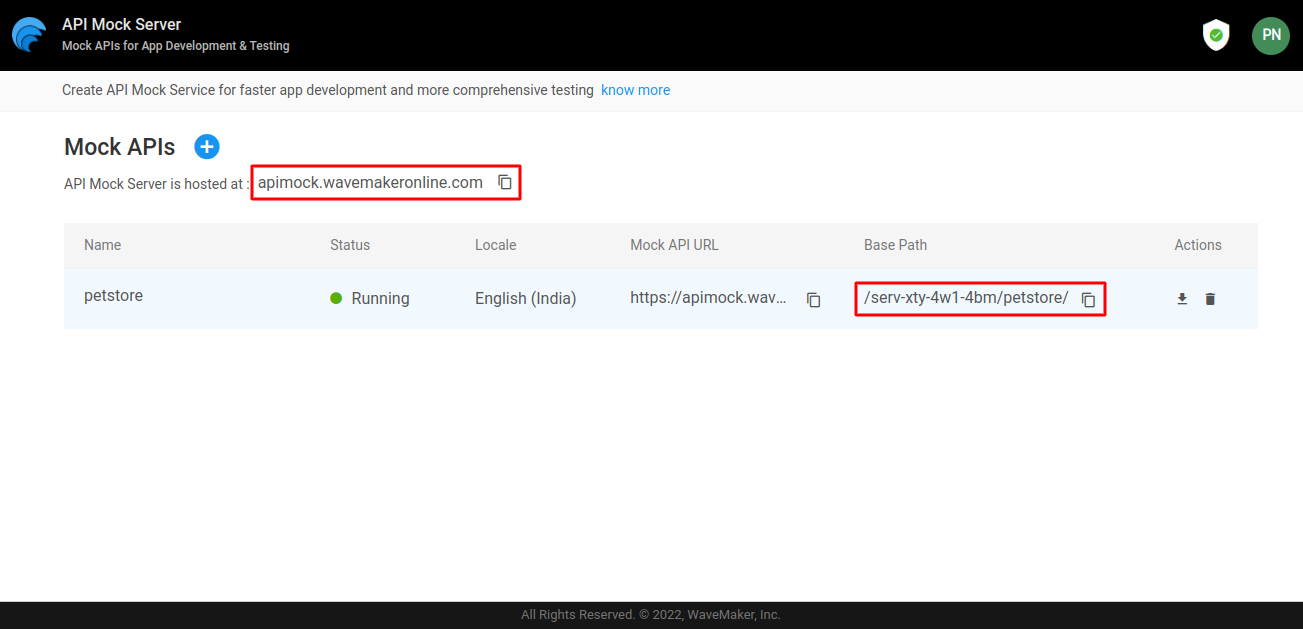 API Mock Server
Mock APIs for App Development & Testing
PN
Create API Mock Service for faster app development and more comprehensive testing know more
Mock APIs
API Mock Server is hosted at : apimock.wavemakeronline.com
Name Status Locale Mock API URL Base Path Actions
petstore Running English (India) https://apimock.wav... /serv-xty-4w1-4bm/petstore/
All Rights Reserved. © 2022, WaveMaker, Inc.